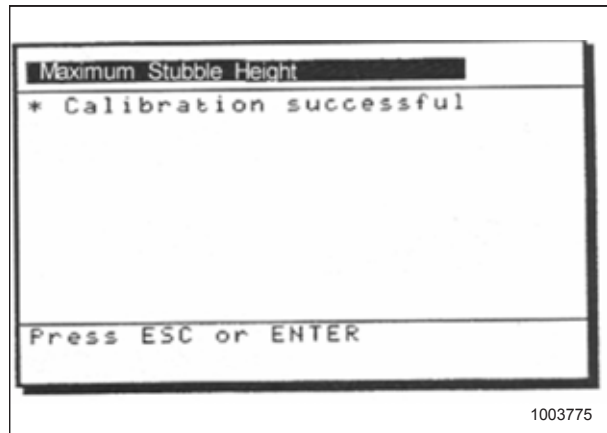 Maximum Stubble Height
* Calibration successful
Press ESC or ENTER
1003775